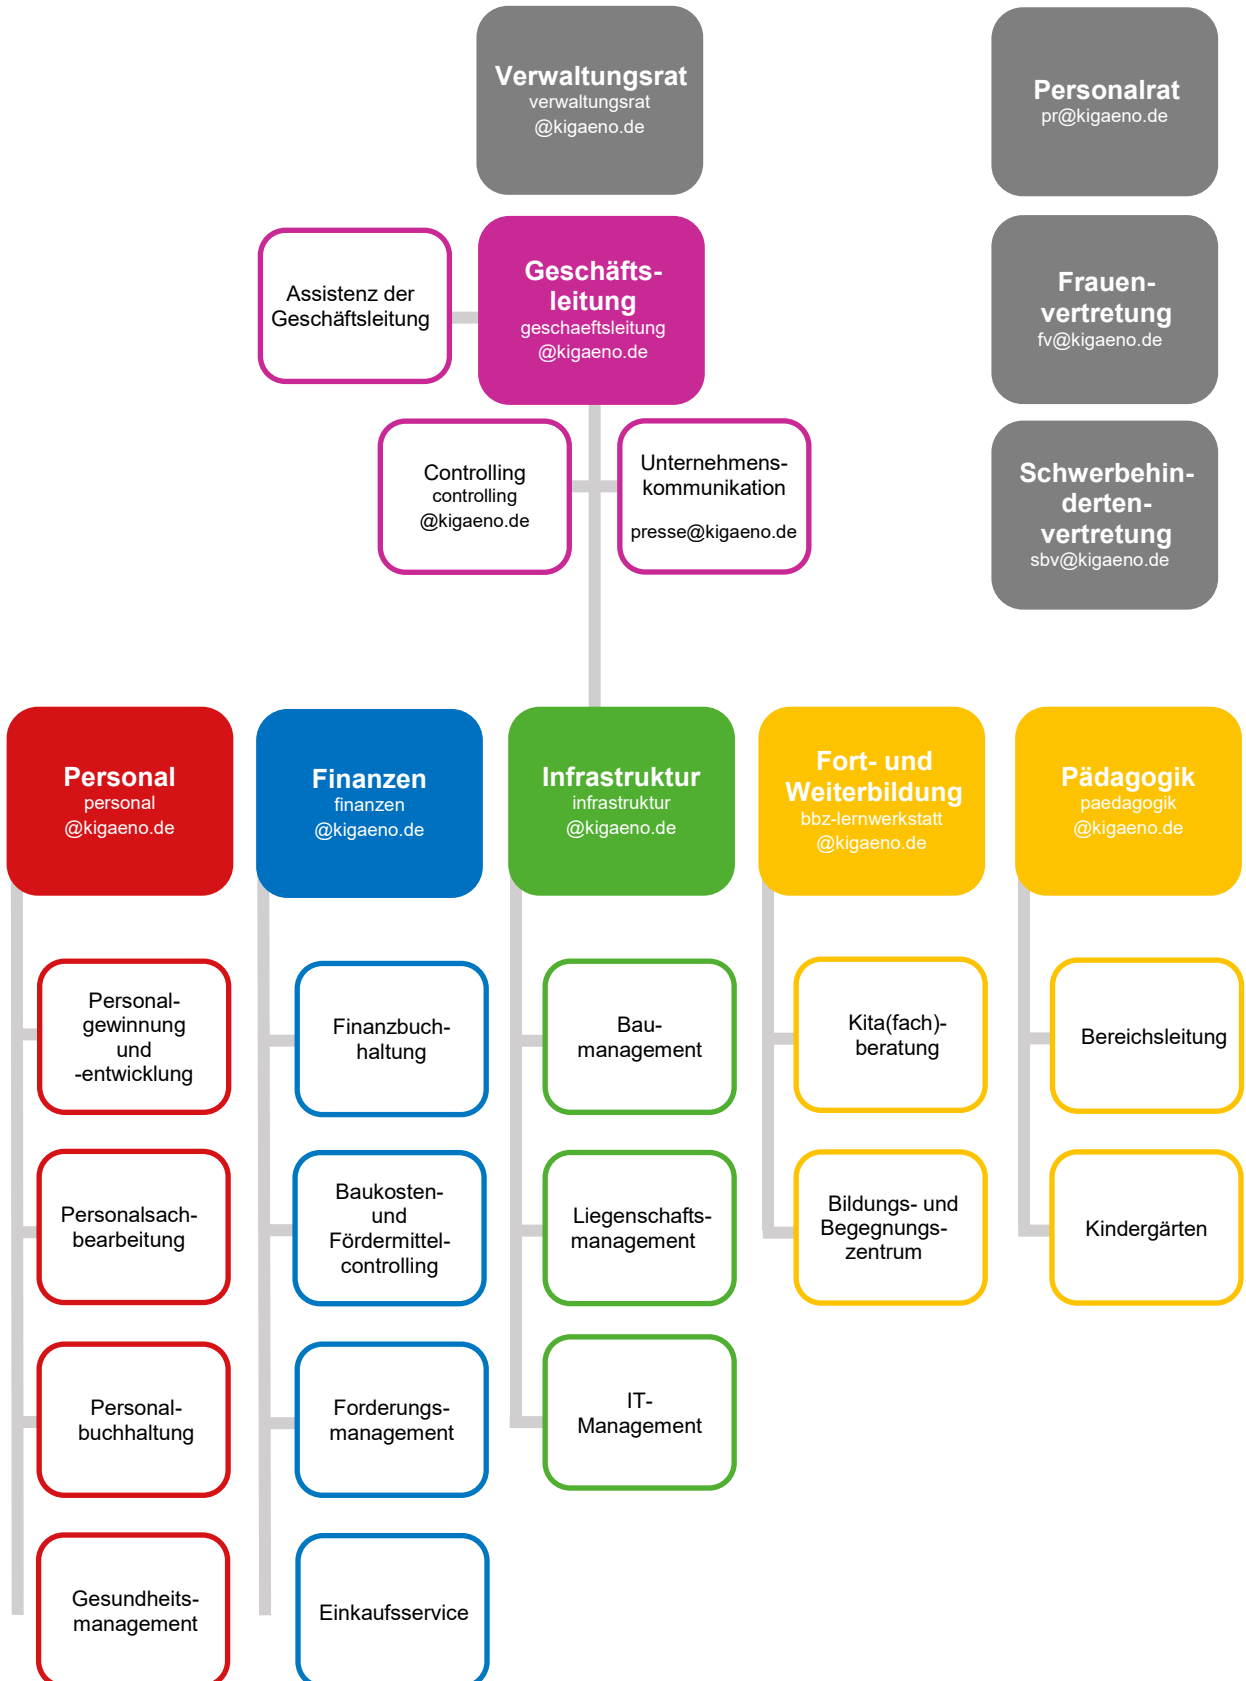 Verwaltungsrat
verwaltungsrat
@kigaeno.de
Personalrat
pr@kigaeno.de
Assistenz der
Geschäftsleitung
Geschäfts-
leitung
geschaeftsleitung
@kigaeno.de
Frauen-
vertretung
fv@kigaeno.de
Controlling
controlling
@kigaeno.de
Unternehmens-
kommunikation
presse@kigaeno.de
Schwerbehin-
derten-
vertretung
sbv@kigaeno.de
Personal
personal
@kigaeno.de
Finanzen
finanzen
@kigaeno.de
Infrastruktur
infrastruktur
@kigaeno.de
Fort- und
Weiterbildung
bbz-lernwerkstatt
@kigaeno.de
Pädagogik
paedagogik
@kigaeno.de
Personal-
gewinnung
und
-entwicklung
Finanzbuch-
haltung
Bau-
management
Kita(fach)-
beratung
Bereichsleitung
Personalsach-
bearbeitung
Baukosten-
und
Fördermittel-
controlling
Liegenschafts-
management
Bildungs- und
Begegnungs-
zentrum
Kindergärten
Personal-
buchhaltung
Forderungs-
management
IT-
Management
Gesundheits-
management
Einkaufsservice